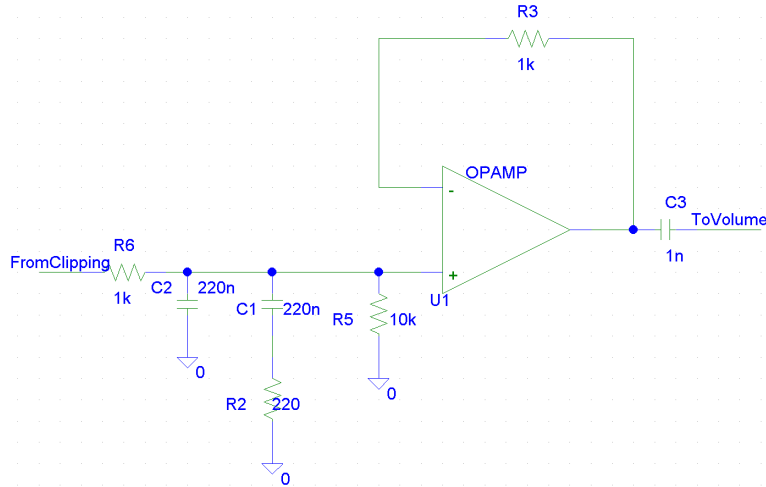 R3
1k
OPAMP
-
C3
ToVolume
1n
R6
FromClipping
1k
C2
220n
C1
220n
R5
10k
+
U1
0
0
R2
220
0